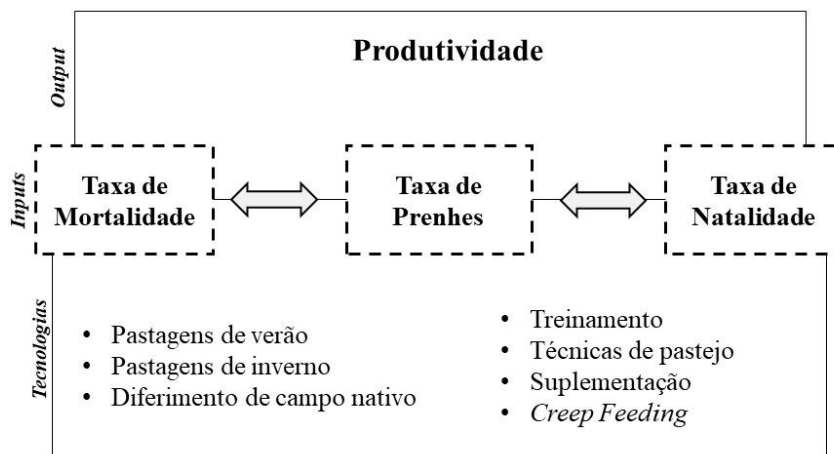 Output
Produtividade
Inputs
Taxa de
Mortalidade
Taxa de
Prenhes
Taxa de
Natalidade
Tecnologias
• Pastagens de verão
• Pastagens de inverno
• Diferimento de campo nativo
• Treinamento
• Técnicas de pastejo
• Suplementação
• Creep Feeding